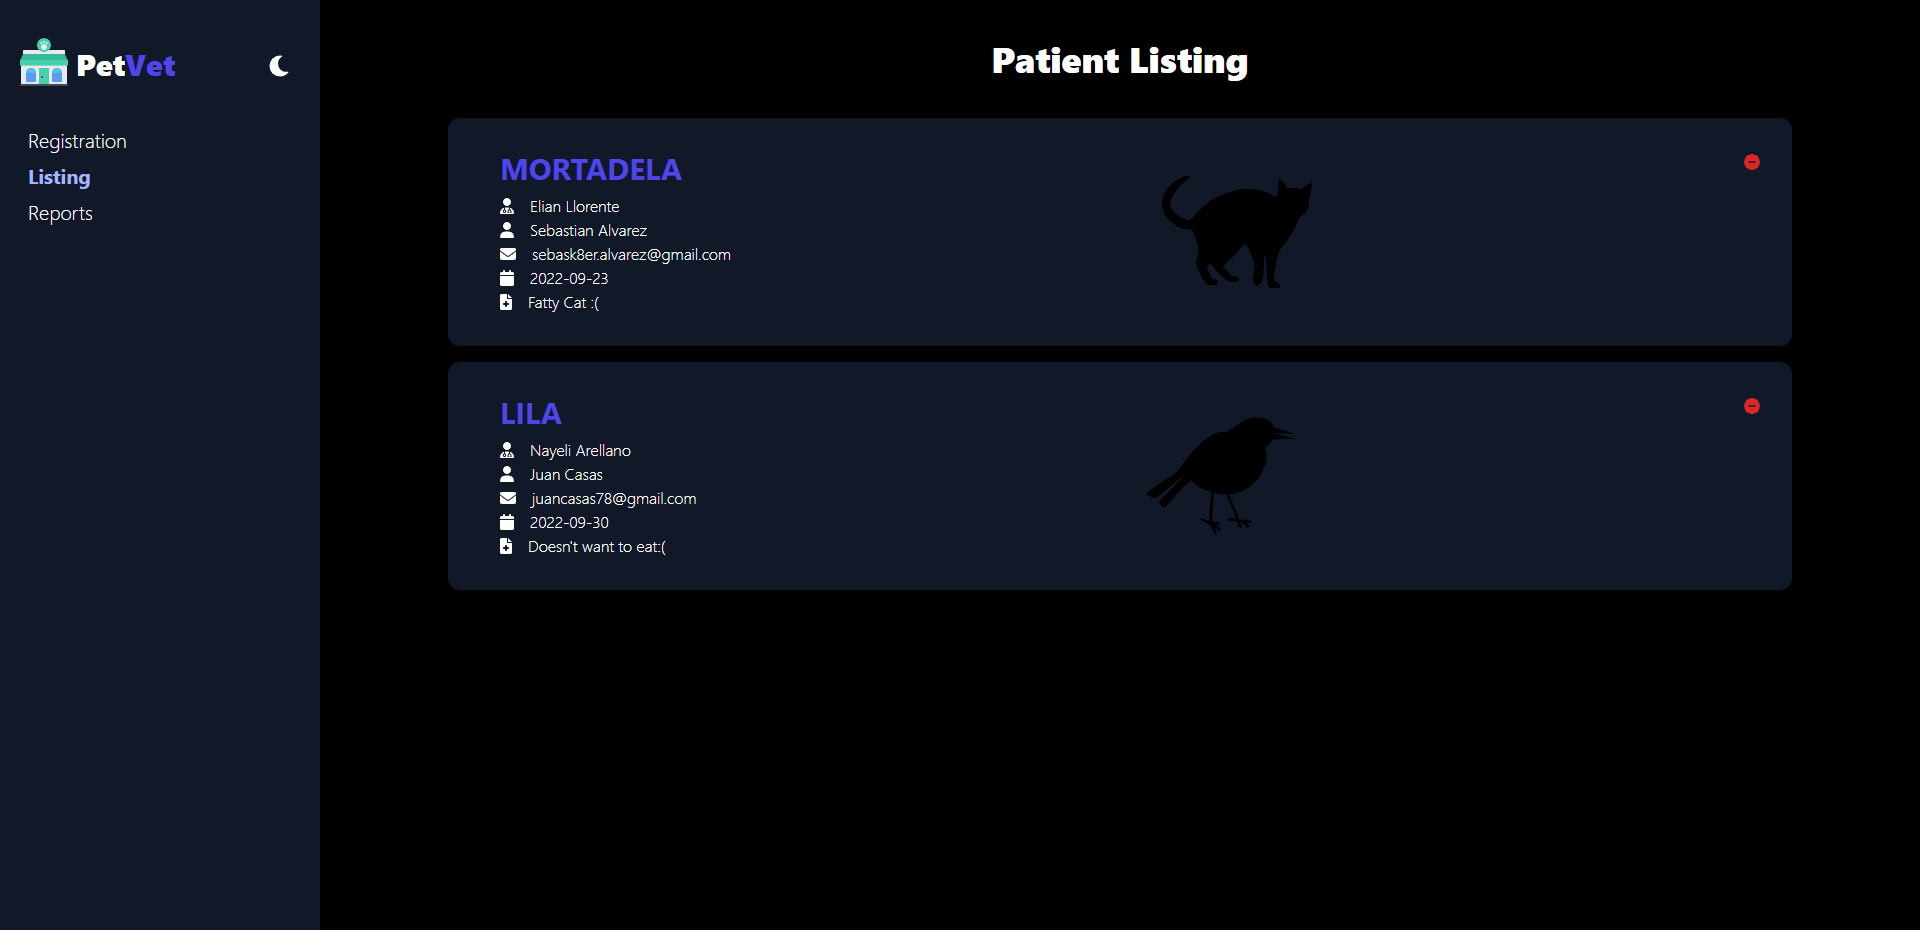 PetVet
Registration
Listing
Reports
Patient Listing
MORTADELA
Elian Llorente
Sebastian Alvarez
sebask8er.alvarez@gmail.com
2022-09-23
Fatty Cat :(
LILA
Nayeli Arellano
Juan Casas
juancasas78@gmail.com
2022-09-30
Doesn't want to eat:(